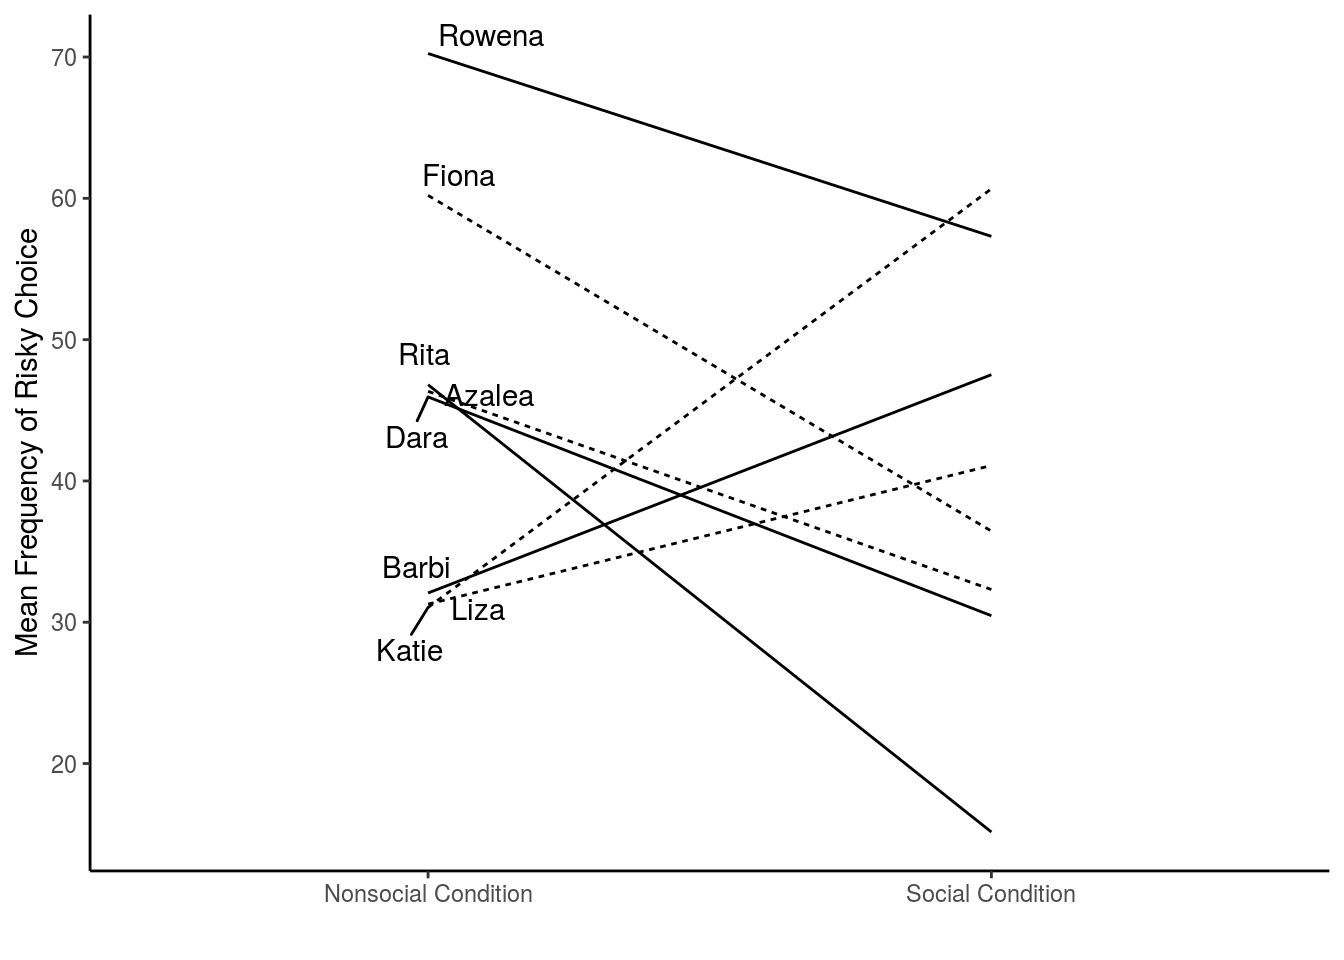 Mean Frequency of Risky Choice
70
60
50
40
30
20
Rowena
Fiona
Rita
Azalea
Dara
Barbi
Liza
Katie
Nonsocial Condition
Social Condition